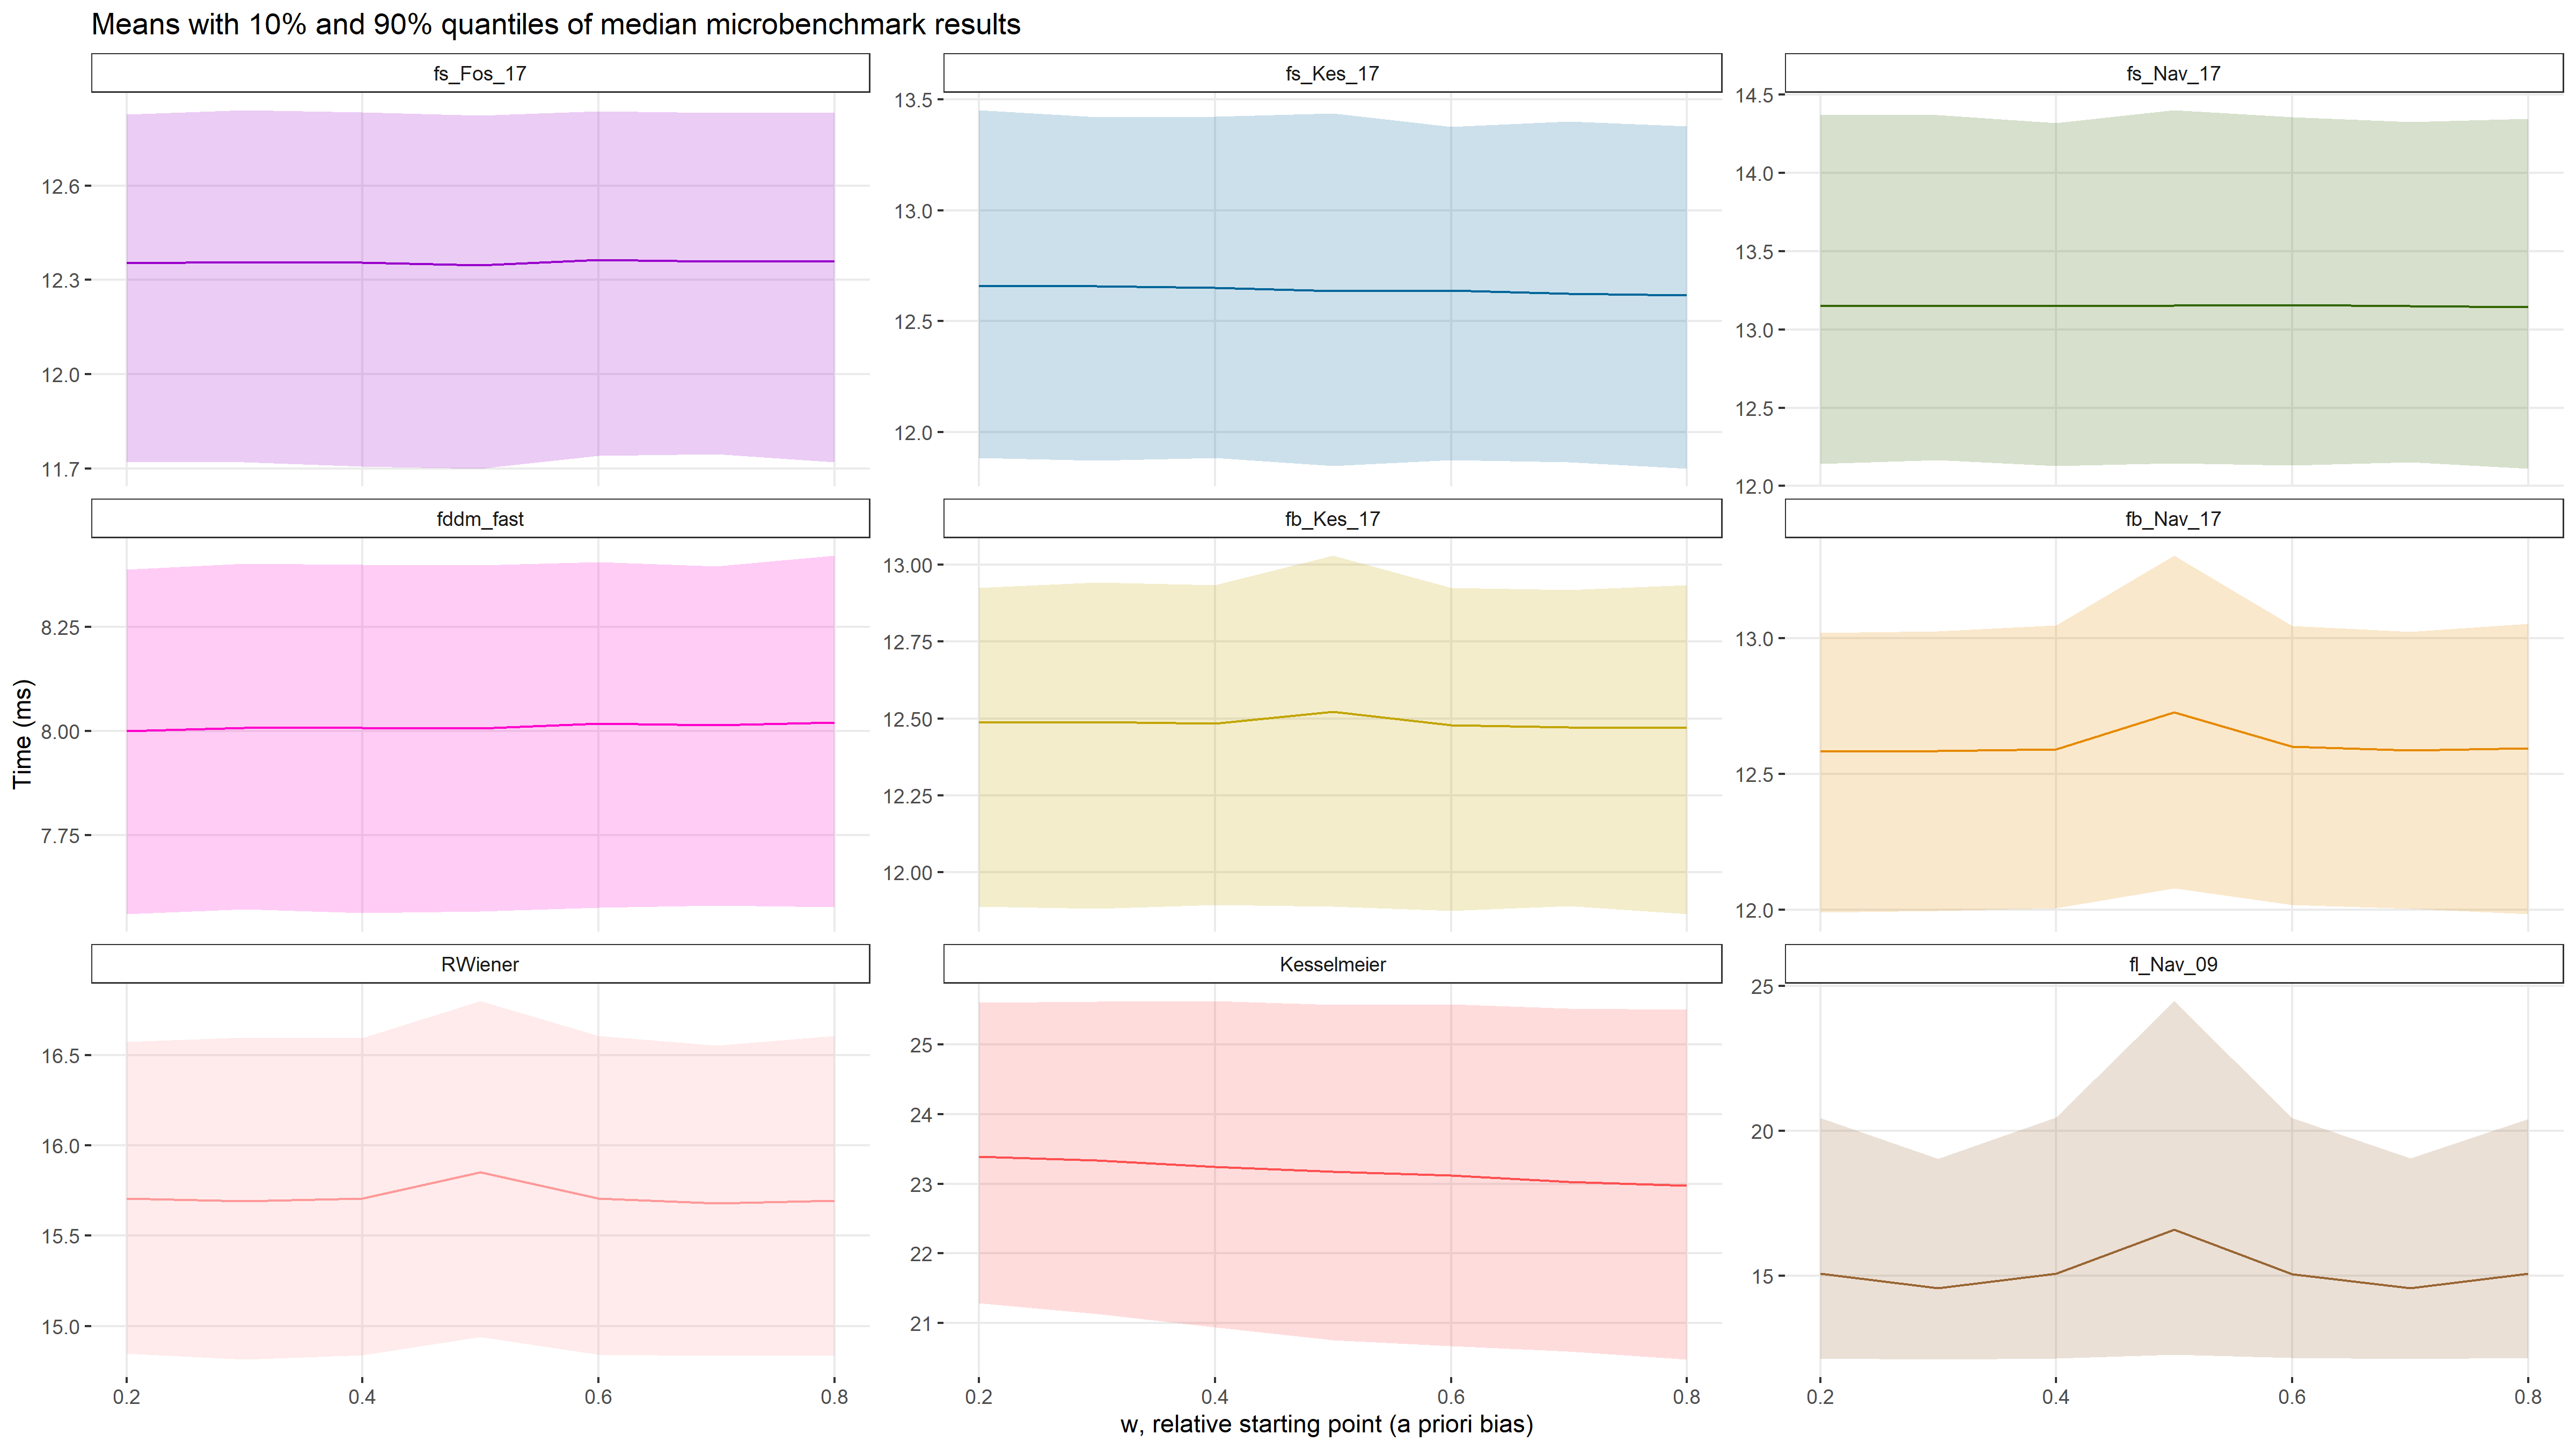 Means with 10% and 90% quantiles of median microbenchmark results
fs_Fos_17
fs_Kes_17
fs_Nav_17
12.6
12.3
12.0
11.7
13.5
13.0
12.5
12.0
14.5
14.0
13.5
13.0
12.5
12.0
fddm_fast
fb_Kes_17
fb_Nav_17
8.25
8.00
7.75
13.00
12.75
12.50
12.25
12.00
13.0
12.5
12.0
Time (ms)
RWiener
Kesselmeier
fl_Nav_09
16.5
16.0
15.5
15.0
25
24
23
22
21
25
20
15
0.2 0.4 0.6 0.8
0.2 0.4 0.6 0.8
0.2 0.4 0.6 0.8
w, relative starting point (a priori bias)